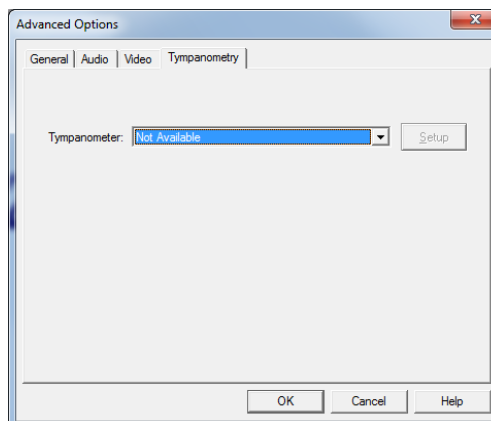 Advanced Options
General Audio Video Tympanometry
Tympanometer: Not Available Setup
OK Cancel Help